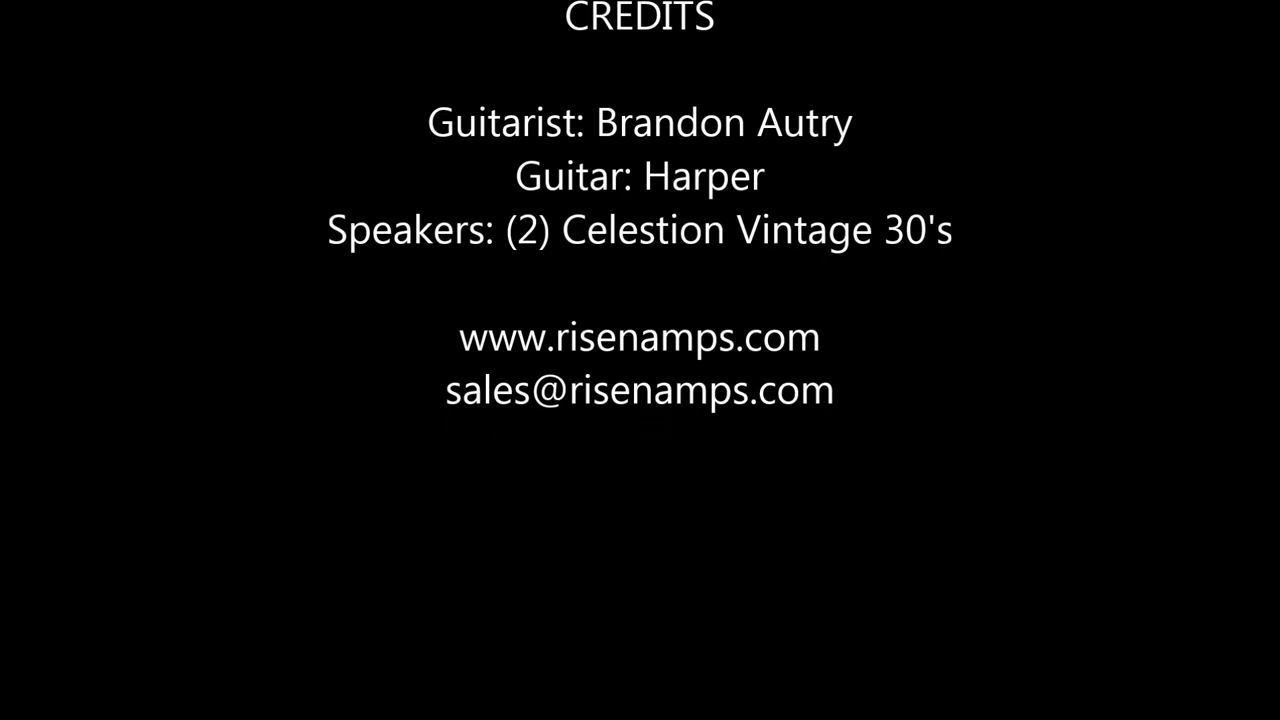 CREDITS
Guitarist: Brandon Autry
Guitar: Harper
Speakers: (2) Celestion Vintage 30's
www.risenamps.com
sales@risenamps.com